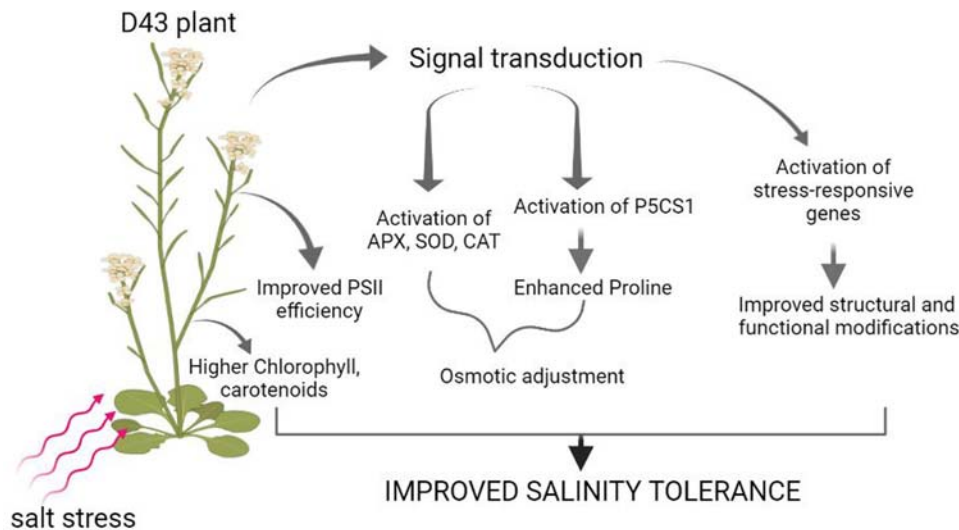 D43 plant
Signal transduction
Activation of
APX, SOD, CAT
Activation of P5CS1
Enhanced Proline
Osmotic adjustment
Activation of
stress-responsive
genes
Improved structural and
functional modifications
Improved PSII
efficiency
Higher Chlorophyll,
carotenoids
salt stress
IMPROVED SALINITY TOLERANCE